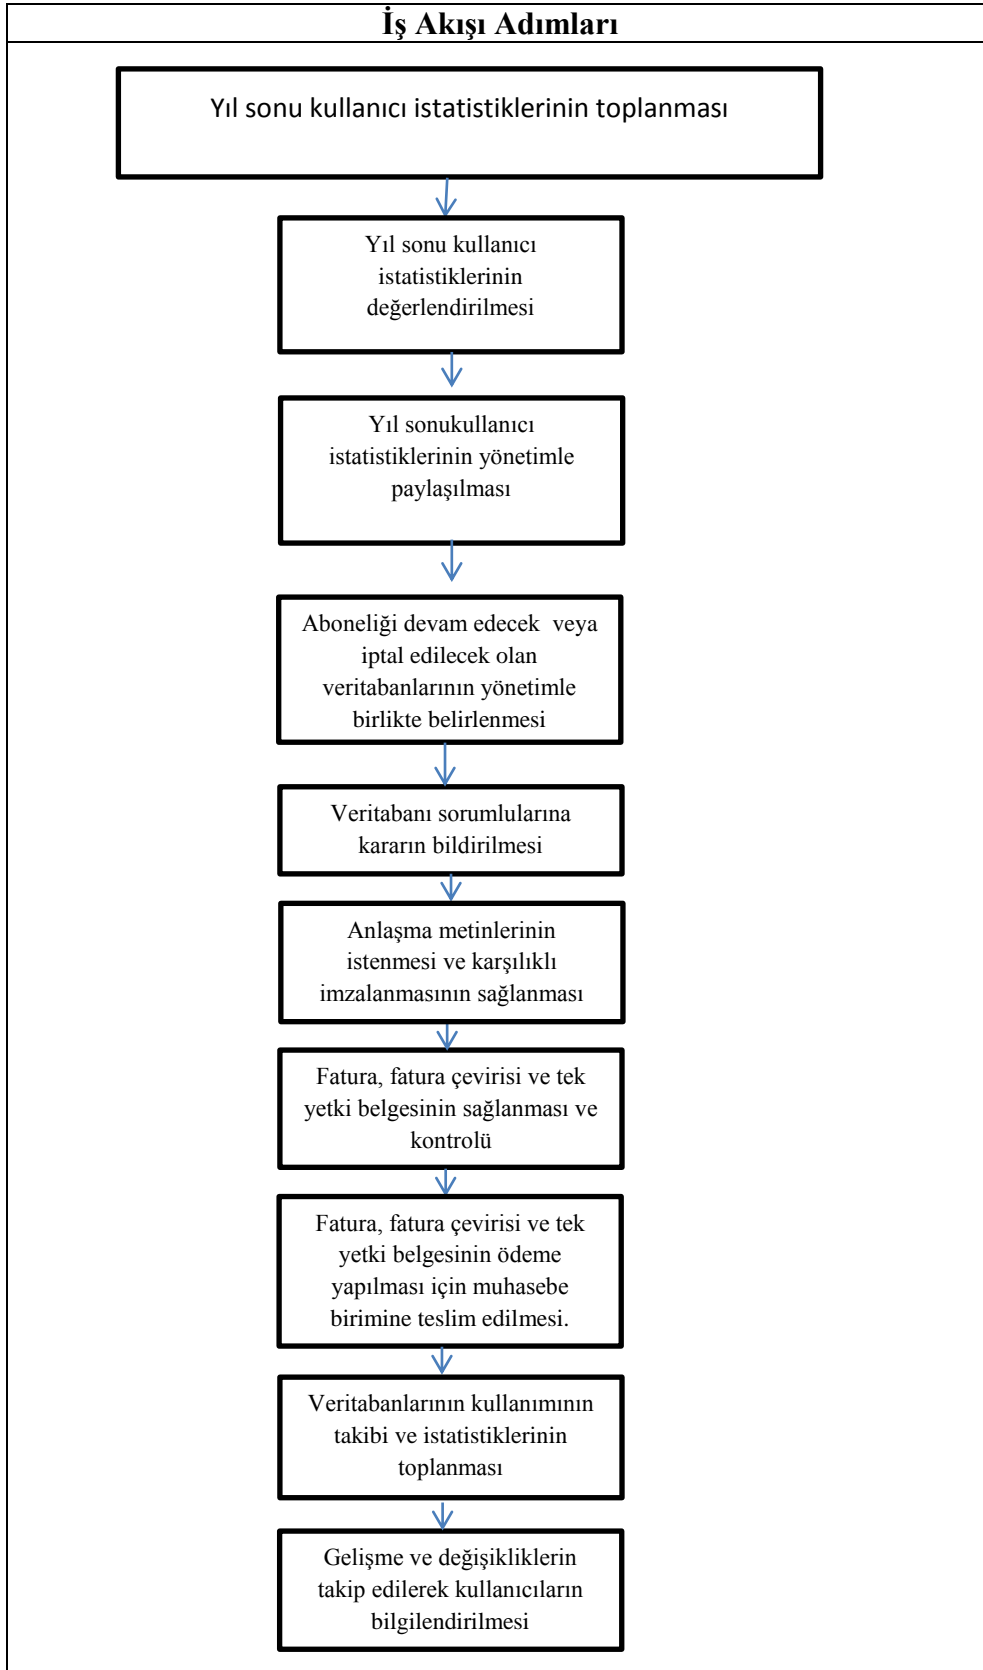 İş Akışı Adımları
Yıl sonu kullanıcı istatistiklerinin toplanması
Yıl sonu kullanıcı
istatistiklerinin
değerlendirilmesi
Yıl sonukullanıcı
istatistiklerinin yönetimle
paylaşılması
Aboneliği devam edecek  veya
iptal edilecek olan
veritabanlarının yönetimle
birlikte belirlenmesi
Veritabanı sorumlularına
kararın bildirilmesi
Anlaşma metinlerinin
istenmesi ve karşılıklı
imzalanmasının sağlanması
Fatura, fatura çevirisi ve tek
yetki belgesinin sağlanması ve
kontrolü
Fatura, fatura çevirisi ve tek
yetki belgesinin ödeme
yapılması için muhasebe
birimine teslim edilmesi.
Veritabanlarının kullanımının
takibi ve istatistiklerinin
toplanması
Gelişme ve değişikliklerin
takip edilerek kullanıcıların
bilgilendirilmesi